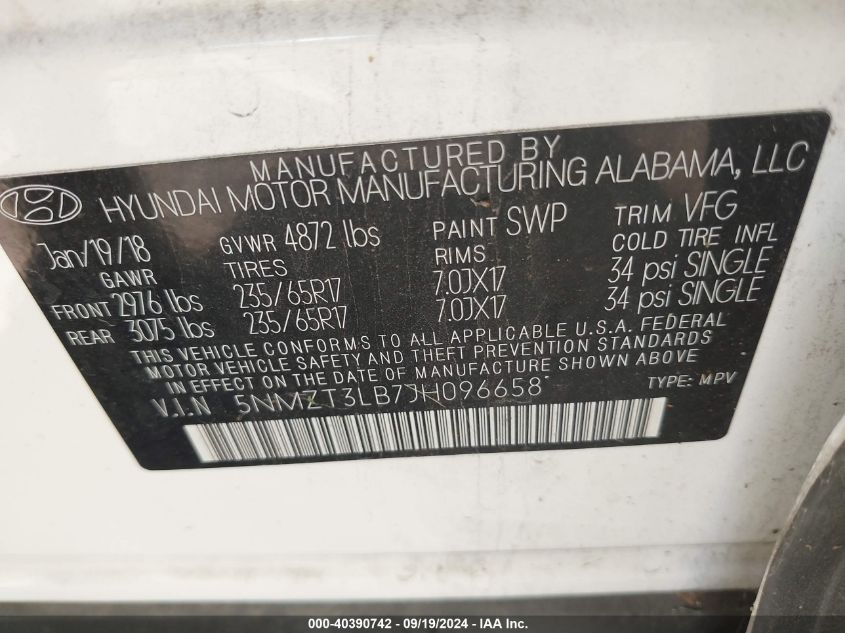 MANUFACTURED BY
HYUNDAI MOTOR MANUFACTURING ALABAMA, LLC
Jan/19/18 GVWR 4872 lbs PAINT SWP TRIM VFG
GAWR TIRES RIMS COLD TIRE INFL
FRONT 2976 lbs 235/65R17 7.0JX17 34 psi SINGLE
REAR 3075 lbs 235/65R17 7.0JX17 34 psi SINGLE
THIS VEHICLE CONFORMS TO ALL APPLICABLE U.S.A. FEDERAL
MOTOR VEHICLE SAFETY AND THEFT PREVENTION STANDARDS
IN EFFECT ON THE DATE OF MANUFACTURE SHOWN ABOVE
V.I.N 5NMZT3LB7JH096658 TYPE: MPV
000-40390742 - 09/19/2024 - IAA Inc.